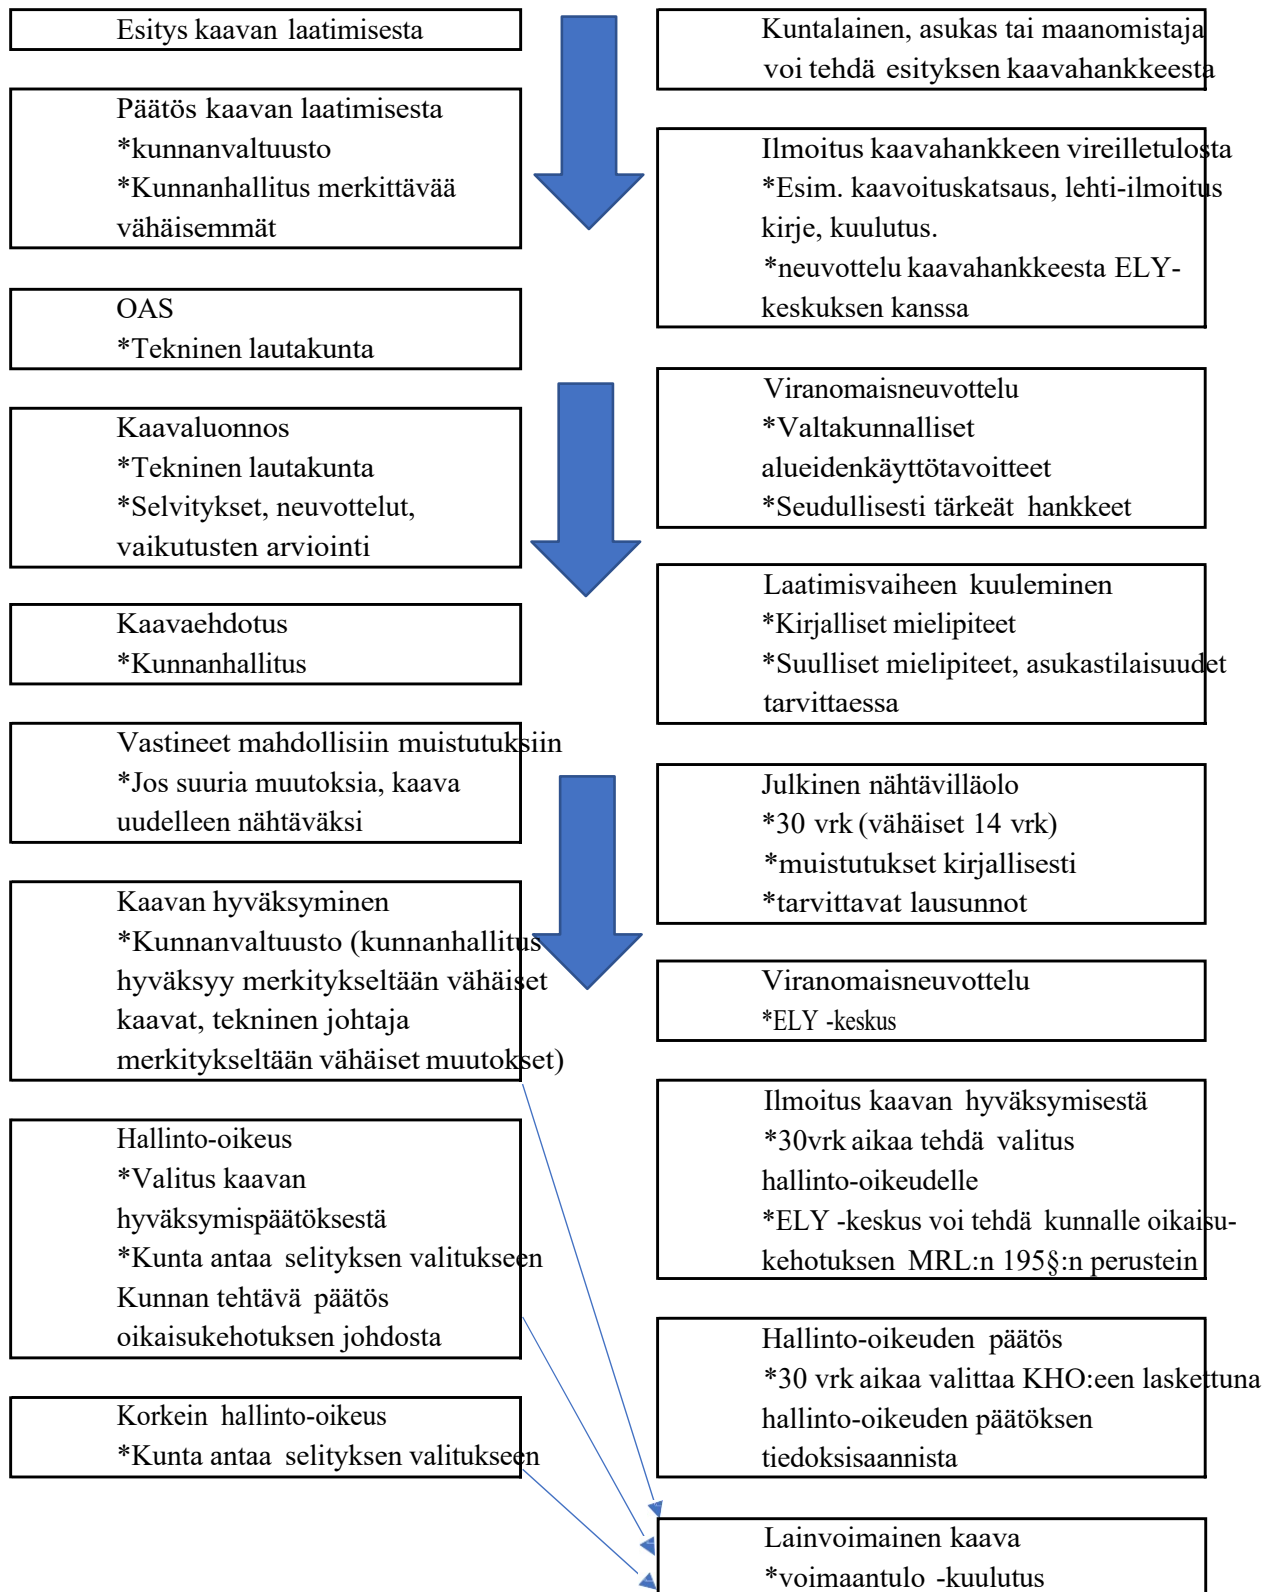 Esitys kaavan laatimisesta
Päätös kaavan laatimisesta
*kunnanvaltuusto
*Kunnanhallitus merkittävää
vähäisemmät
OAS
*Tekninen lautakunta
Kaavaluonnos
*Tekninen lautakunta
*Selvitykset, neuvottelut,
vaikutusten arviointi
Kaavaehdotus
*Kunnanhallitus
Vastineet mahdollisiin muistutuksiin
*Jos suuria muutoksia, kaava
uudelleen nähtäväksi
Kaavan hyväksyminen
*Kunnanvaltuusto (kunnanhallitus
hyväksyy merkitykseltään vähäiset
kaavat, tekninen johtaja
merkitykseltään vähäiset muutokset)
Hallinto-oikeus
*Valitus kaavan
hyväksymispäätöksestä
*Kunta antaa selityksen valitukseen
Kunnan tehtävä päätös
oikaisukehotuksen johdosta
Korkein hallinto-oikeus
*Kunta antaa selityksen valitukseen
Kuntalainen, asukas tai maanomistaja
voi tehdä esityksen kaavahankkeesta
Ilmoitus kaavahankkeen vireilletulosta
*Esim. kaavoituskatsaus, lehti-ilmoitus
kirje, kuulutus.
*neuvottelu kaavahankkeesta ELY-
keskuksen kanssa
Viranomaisneuvottelu
*Valtakunnalliset
alueidenkäyttötavoitteet
*Seudullisesti tärkeät hankkeet
Laatimisvaiheen kuuleminen
*Kirjalliset mielipiteet
*Suulliset mielipiteet, asukastilaisuudet
tarvittaessa
Julkinen nähtävilläolo
*30 vrk (vähäiset 14 vrk)
*muistutukset kirjallisesti
*tarvittavat lausunnot
Viranomaisneuvottelu
*ELY -keskus
Ilmoitus kaavan hyväksymisestä
*30vrk aikaa tehdä valitus
hallinto-oikeudelle
*ELY -keskus voi tehdä kunnalle oikaisu-
kehotuksen MRL:n 195§:n perustein
Hallinto-oikeuden päätös
*30 vrk aikaa valittaa KHO:een laskettuna
hallinto-oikeuden päätöksen
tiedoksisaannista
Lainvoimainen kaava
*voimaantulo -kuulutus